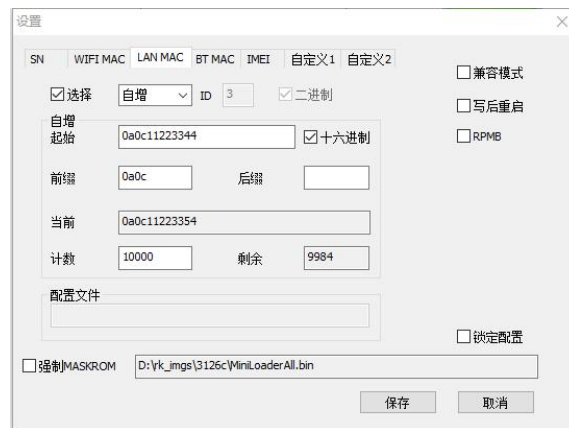 设置
SN WIFI MAC LAN MAC BT MAC IMEI 自定义1 自定义2
兼容模式
选择 自增 ID 3 二进制
写后重启
自增
起始 0a0c11223344 十六进制
RPMB
前缀 0a0c 后缀
当前 0a0c11223354
计数 10000 剩余 9984
配置文件
锁定配置
强制MASKROM D:\rk_imgs\3126c\MiniLoaderAll.bin
保存 取消